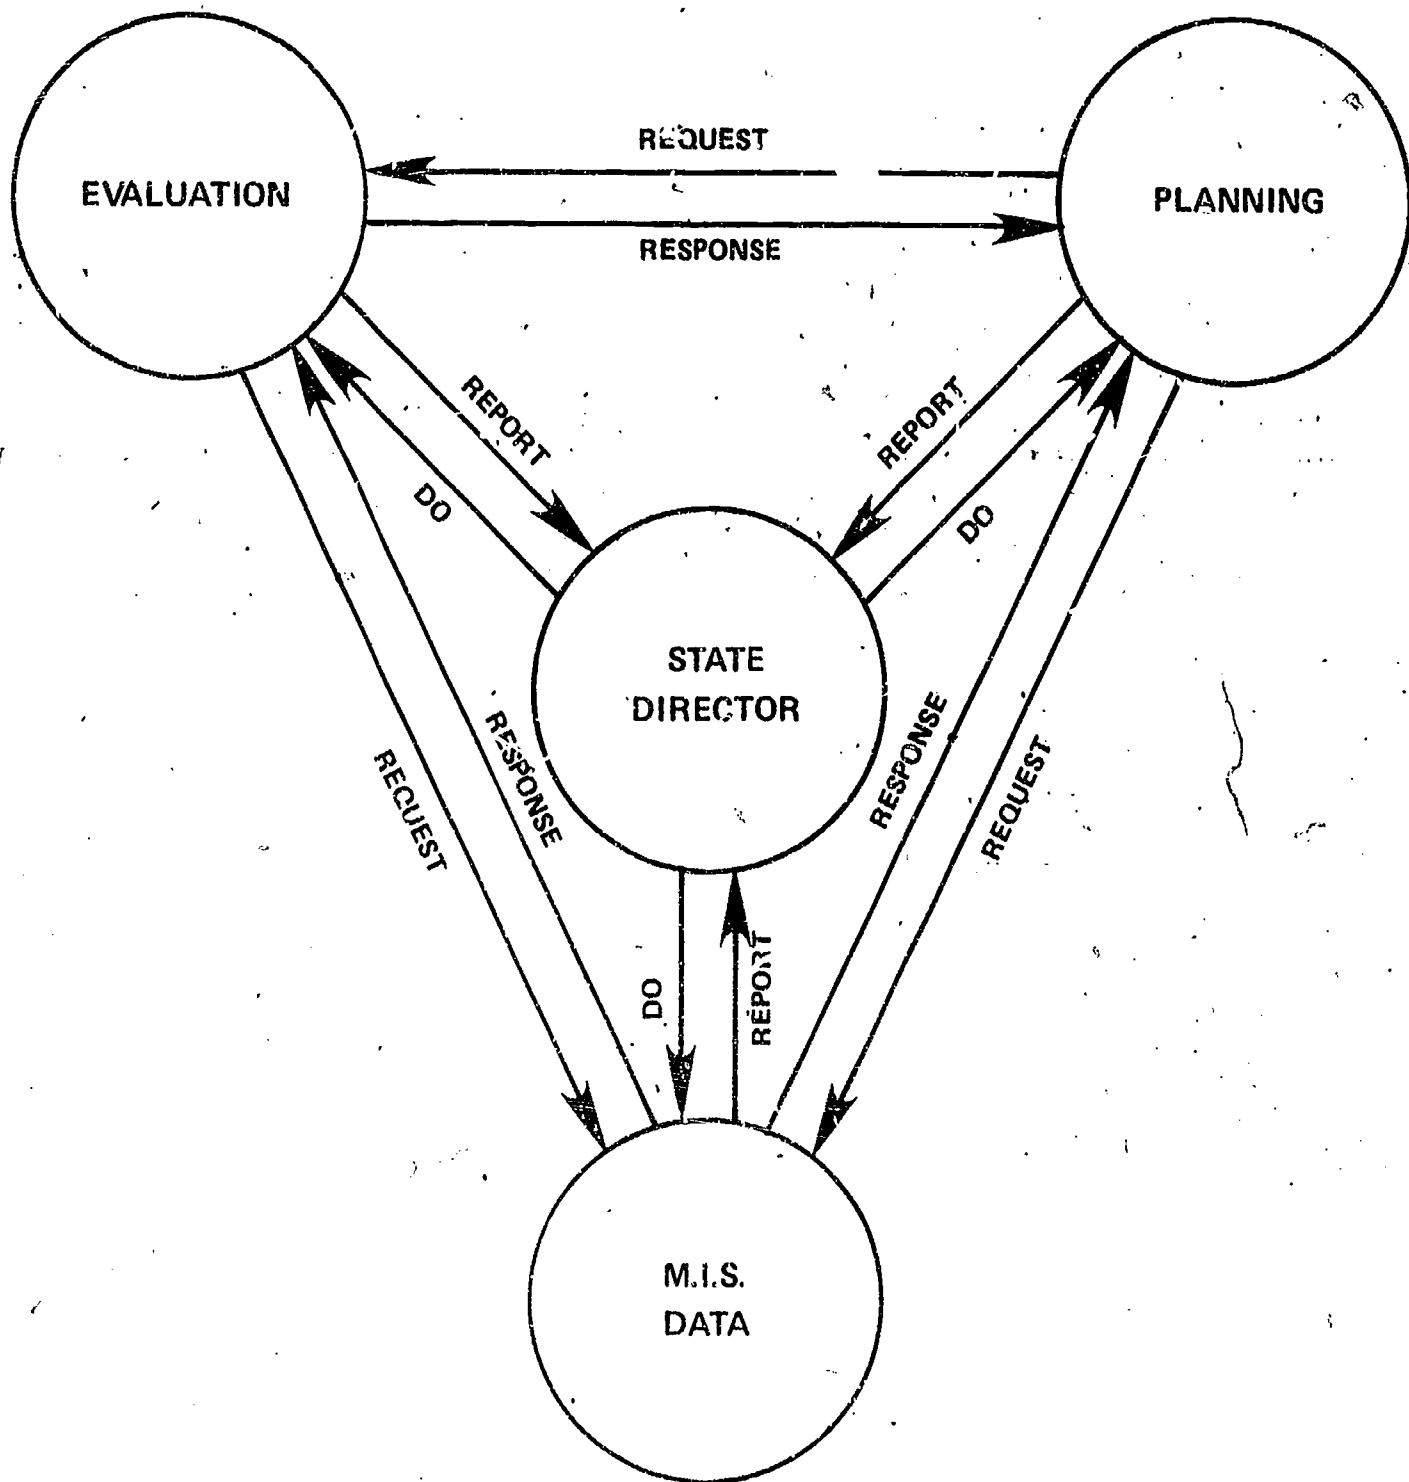 REQUEST
EVALUATION
PLANNING
RESPONSE
REPORT
REPORT
DO
DO
STATE
DIRECTOR
RESPONSE
RESPONSE
REQUEST
REQUEST
DO
REPORT
M.I.S.
DATA